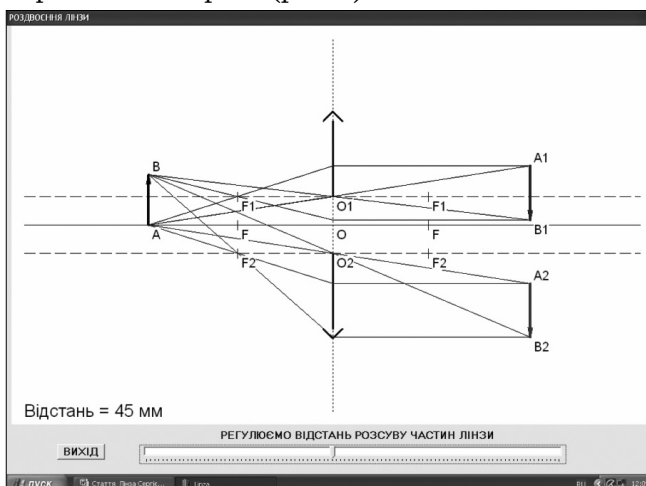 РОЗДВОЄННЯ ЛІНЗИ
A1
B
F1 O1 F1
B1
A F O F
F2 O2 F2
A2
B2
Відстань = 45 мм
РЕГУЛЮЄМО ВІДСТАНЬ РОЗСУВУ ЧАСТИН ЛІНЗИ
ВИХІД
пуск
RU